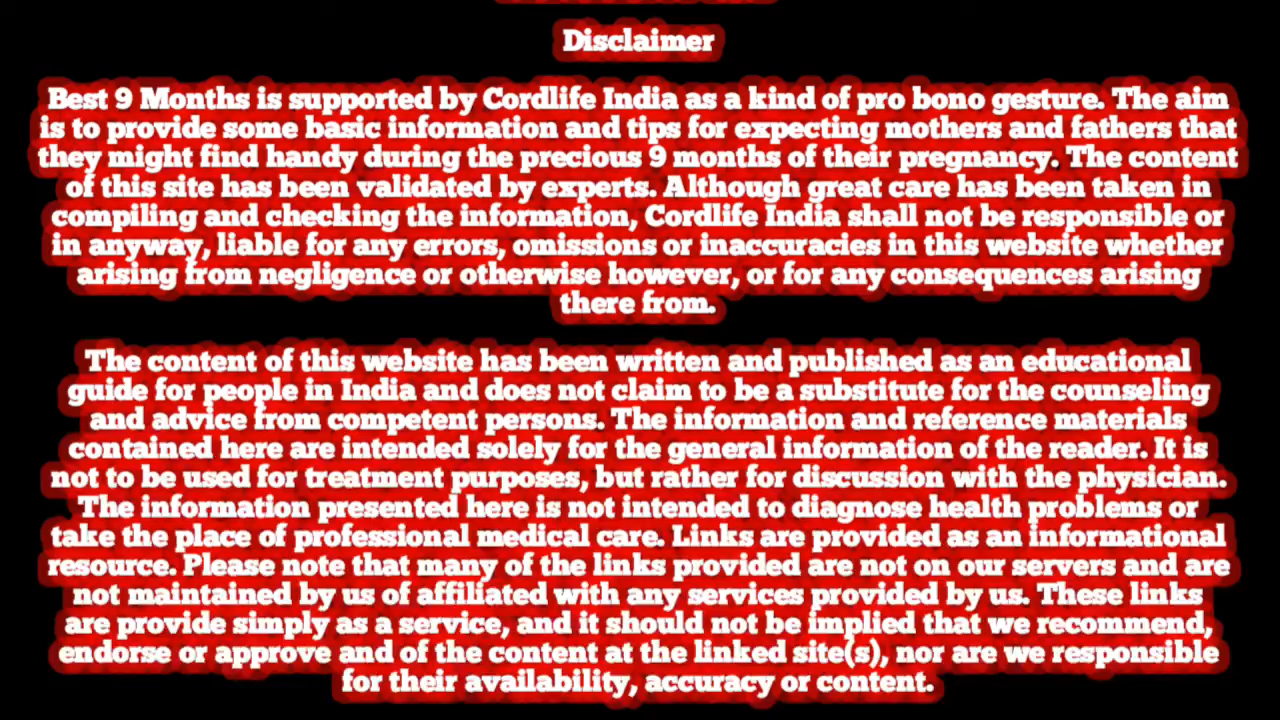 Disclaimer
Best 9 Months is supported by Cordlife India as a kind of pro bono gesture. The aim
is to provide some basic information and tips for expecting mothers and fathers that
they might find handy during the precious 9 months of their pregnancy. The content
of this site has been validated by experts. Although great care has been taken in
compiling and checking the information, Cordlife India shall not be responsible or
in anyway, liable for any errors, omissions or inaccuracies in this website whether
arising from negligence or otherwise however, or for any consequences arising
there from.
The content of this website has been written and published as an educational
guide for people in India and does not claim to be a substitute for the counseling
and advice from competent persons. The information and reference materials
contained here are intended solely for the general information of the reader. It is
not to be used for treatment purposes, but rather for discussion with the physician.
The information presented here is not intended to diagnose health problems or
take the place of professional medical care. Links are provided as an informational
resource. Please note that many of the links provided are not on our servers and are
not maintained by us of affiliated with any services provided by us. These links
are provide simply as a service, and it should not be implied that we recommend,
endorse or approve and of the content at the linked site(s), nor are we responsible
for their availability, accuracy or content.